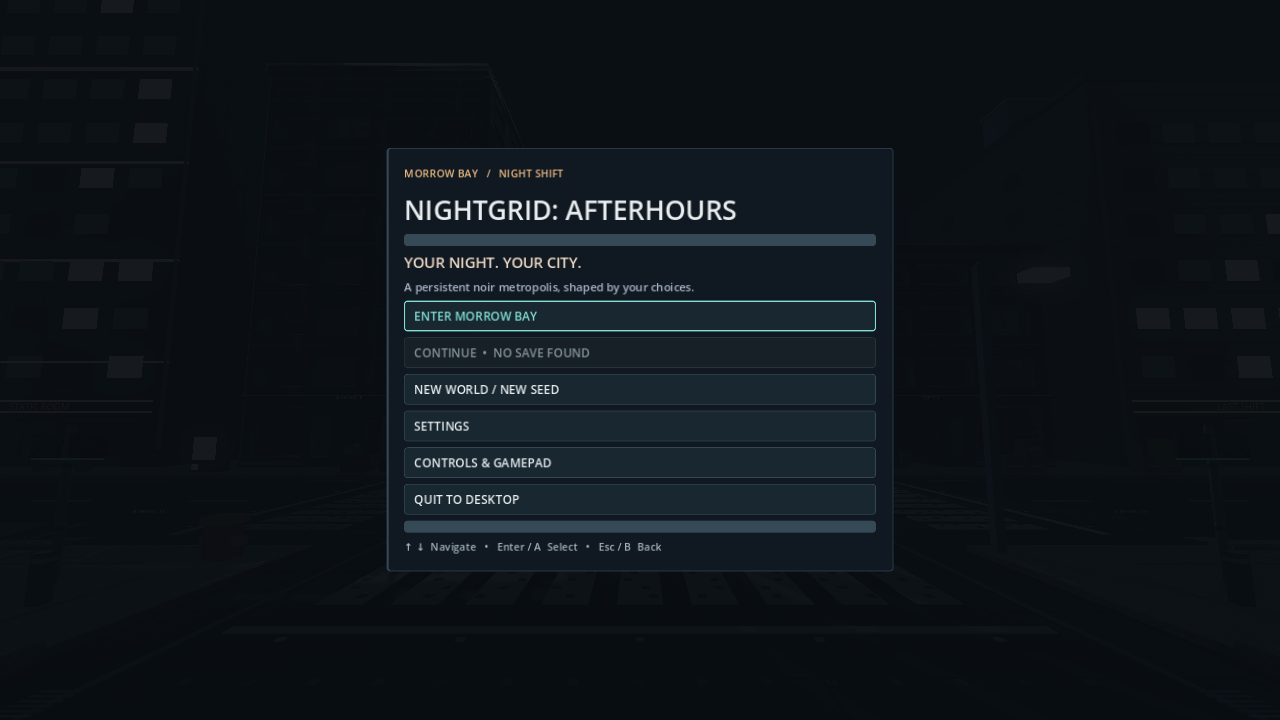 MORROW BAY / NIGHT SHIFT
NIGHTGRID: AFTERHOURS
YOUR NIGHT. YOUR CITY.
A persistent noir metropolis, shaped by your choices.
ENTER MORROW BAY
CONTINUE • NO SAVE FOUND
NEW WORLD / NEW SEED
SETTINGS
CONTROLS & GAMEPAD
QUIT TO DESKTOP
↑ ↓ Navigate • Enter / A Select • Esc / B Back